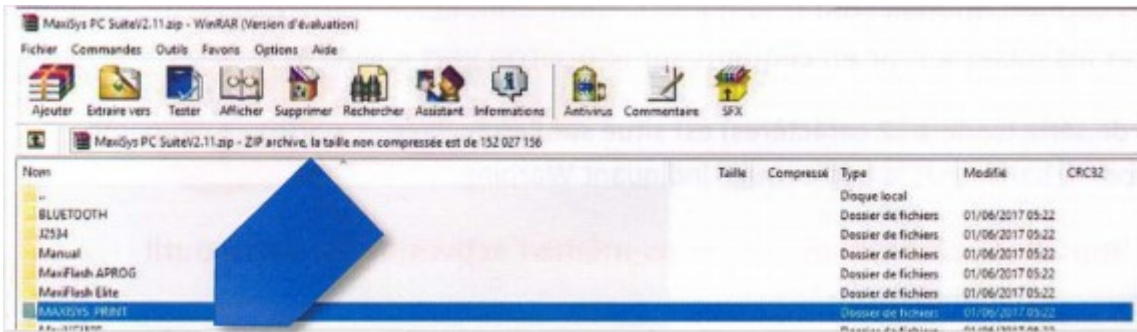 MaxiSys PC SuiteV2.11.zip - WinRAR (Version d'évaluation)
Fichier Commandes Outils Favoris Options Aide
Ajouter Extraire vers Tester Afficher Supprimer Rechercher Assistant Informations Antivirus Commentaire SFX
MaxiSys PC SuiteV2.11.zip - ZIP archive, la taille non compressée est de 152 027 156
Nom Taille Compressé Type Modifié CRC32
.. Disque local
BLUETOOTH Dossier de fichiers 01/06/2017 05:22
J2534 Dossier de fichiers 01/06/2017 05:22
Manual Dossier de fichiers 01/06/2017 05:22
MaxiFlash APROG Dossier de fichiers 01/06/2017 05:22
MaxiFlash Elite Dossier de fichiers 01/06/2017 05:22
MAXISYS PRINT Dossier de fichiers 01/06/2017 05:22